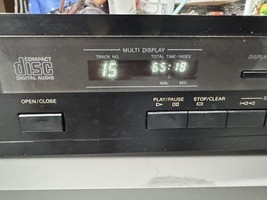 MULTI DISPLAY
TRACK NO. TOTAL TIME/INDEX
15 65:18
MIN SEC
COMPACT
disc
DIGITAL AUDIO
DISPLAY
OPEN/CLOSE
PLAY/PAUSE STOP/CLEAR